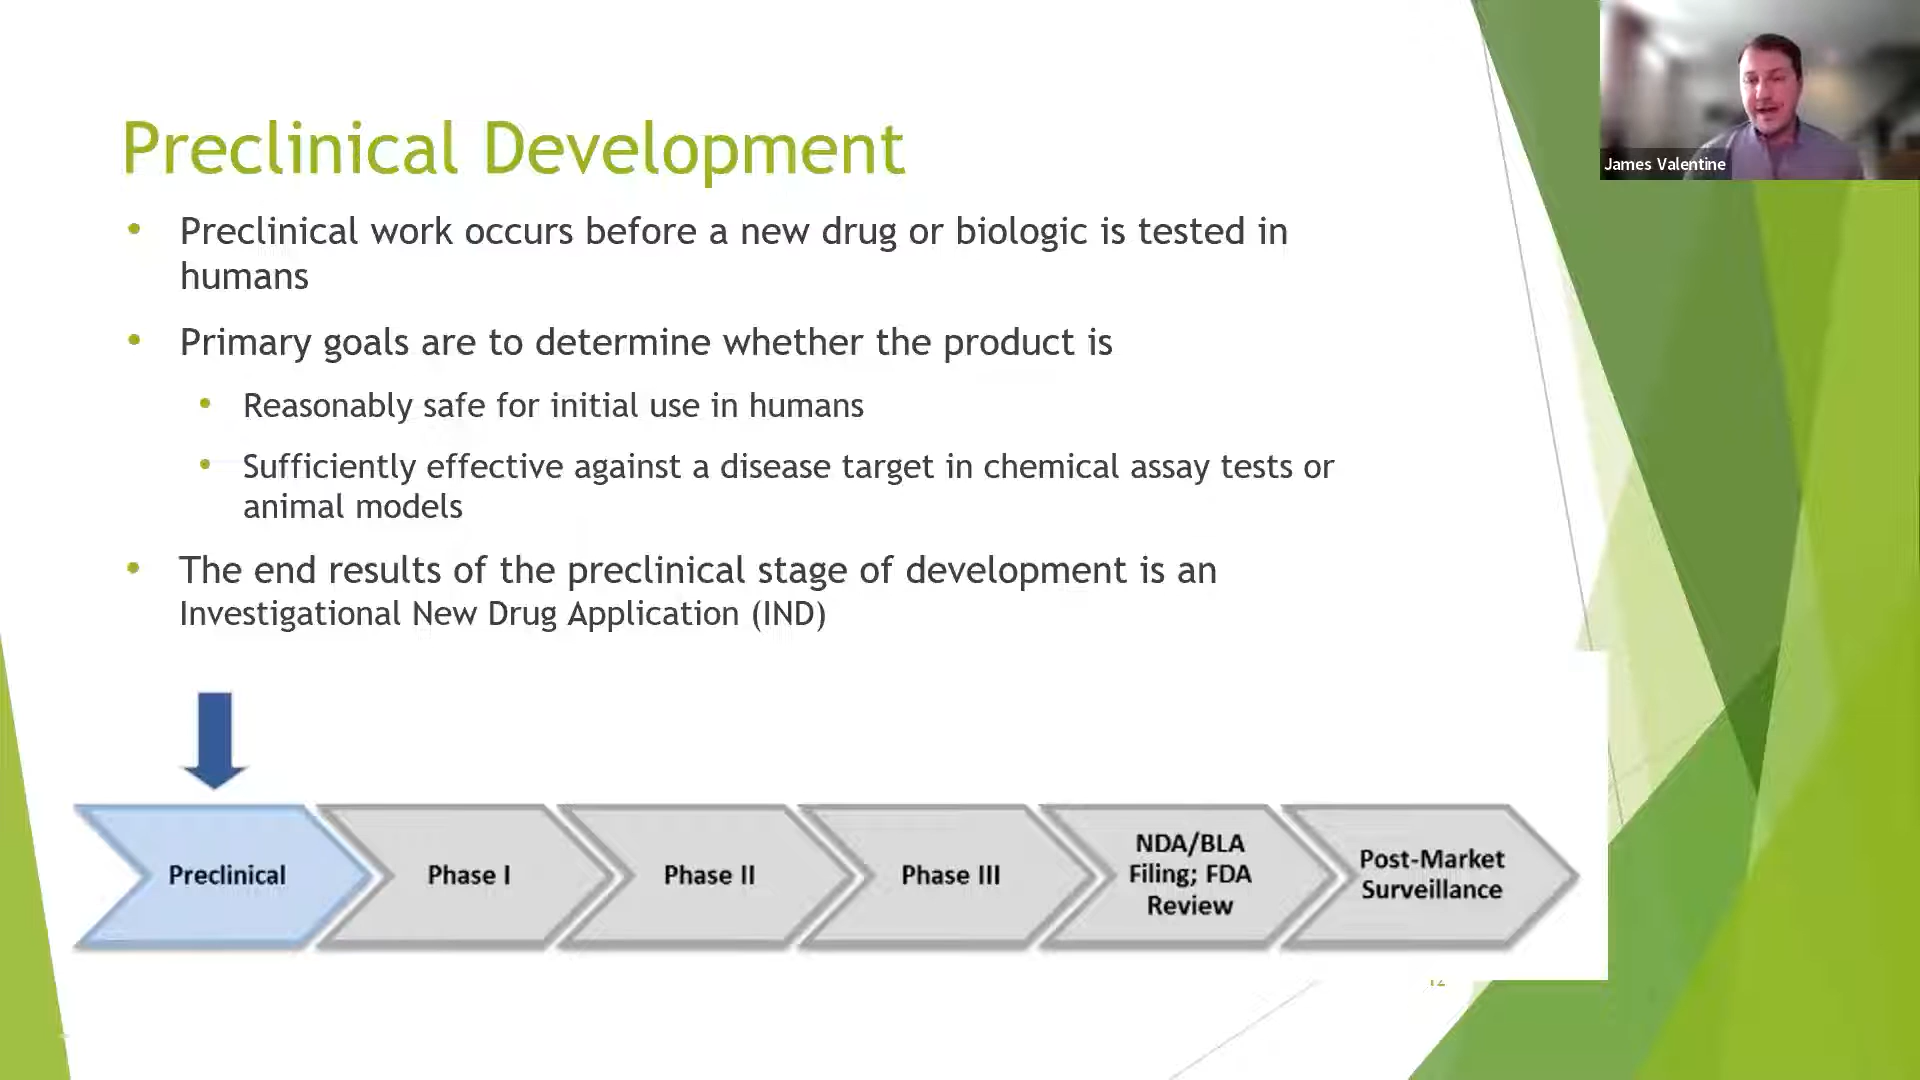 James Valentine
Preclinical Development
• Preclinical work occurs before a new drug or biologic is tested in
humans
• Primary goals are to determine whether the product is
• Reasonably safe for initial use in humans
• Sufficiently effective against a disease target in chemical assay tests or
animal models
• The end results of the preclinical stage of development is an
Investigational New Drug Application (IND)
Preclinical
Phase I
Phase II
Phase III
NDA/BLA
Filing; FDA
Review
Post-Market
Surveillance